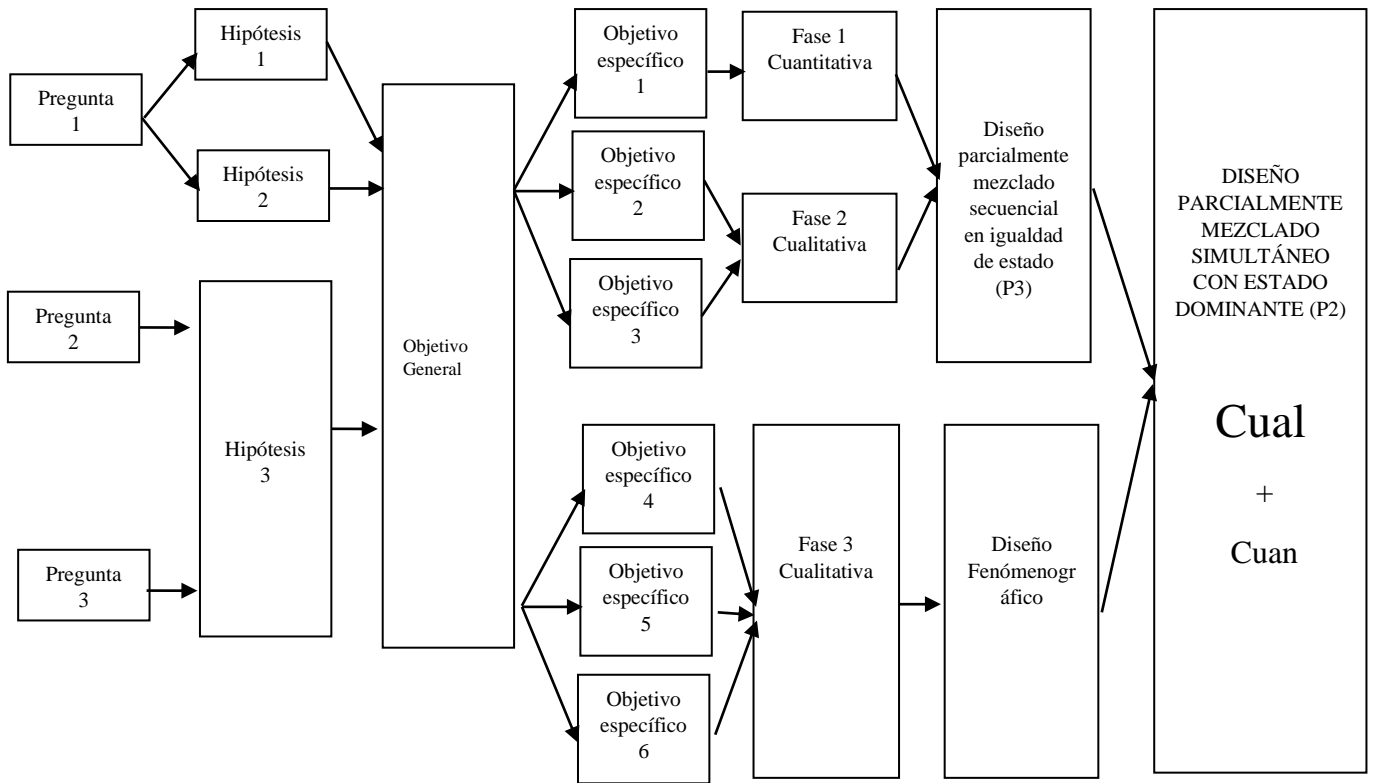 Pregunta
1
Pregunta
2
Pregunta
3
Hipótesis
1
Hipótesis
2
Hipótesis
3
Objetivo
General
Objetivo
específico
1
Objetivo
específico
2
Objetivo
específico
3
Objetivo
específico
4
Objetivo
específico
5
Objetivo
específico
6
Fase 1
Cuantitativa
Fase 2
Cualitativa
Fase 3
Cualitativa
Diseño
parcialmente
mezclado
secuencial
en igualdad
de estado
(P3)
Diseño
Fenómenogr
áfico
DISEÑO
PARCIALMENTE
MEZCLADO
SIMULTÁNEO
CON ESTADO
DOMINANTE (P2)
Cual
+
Cuan